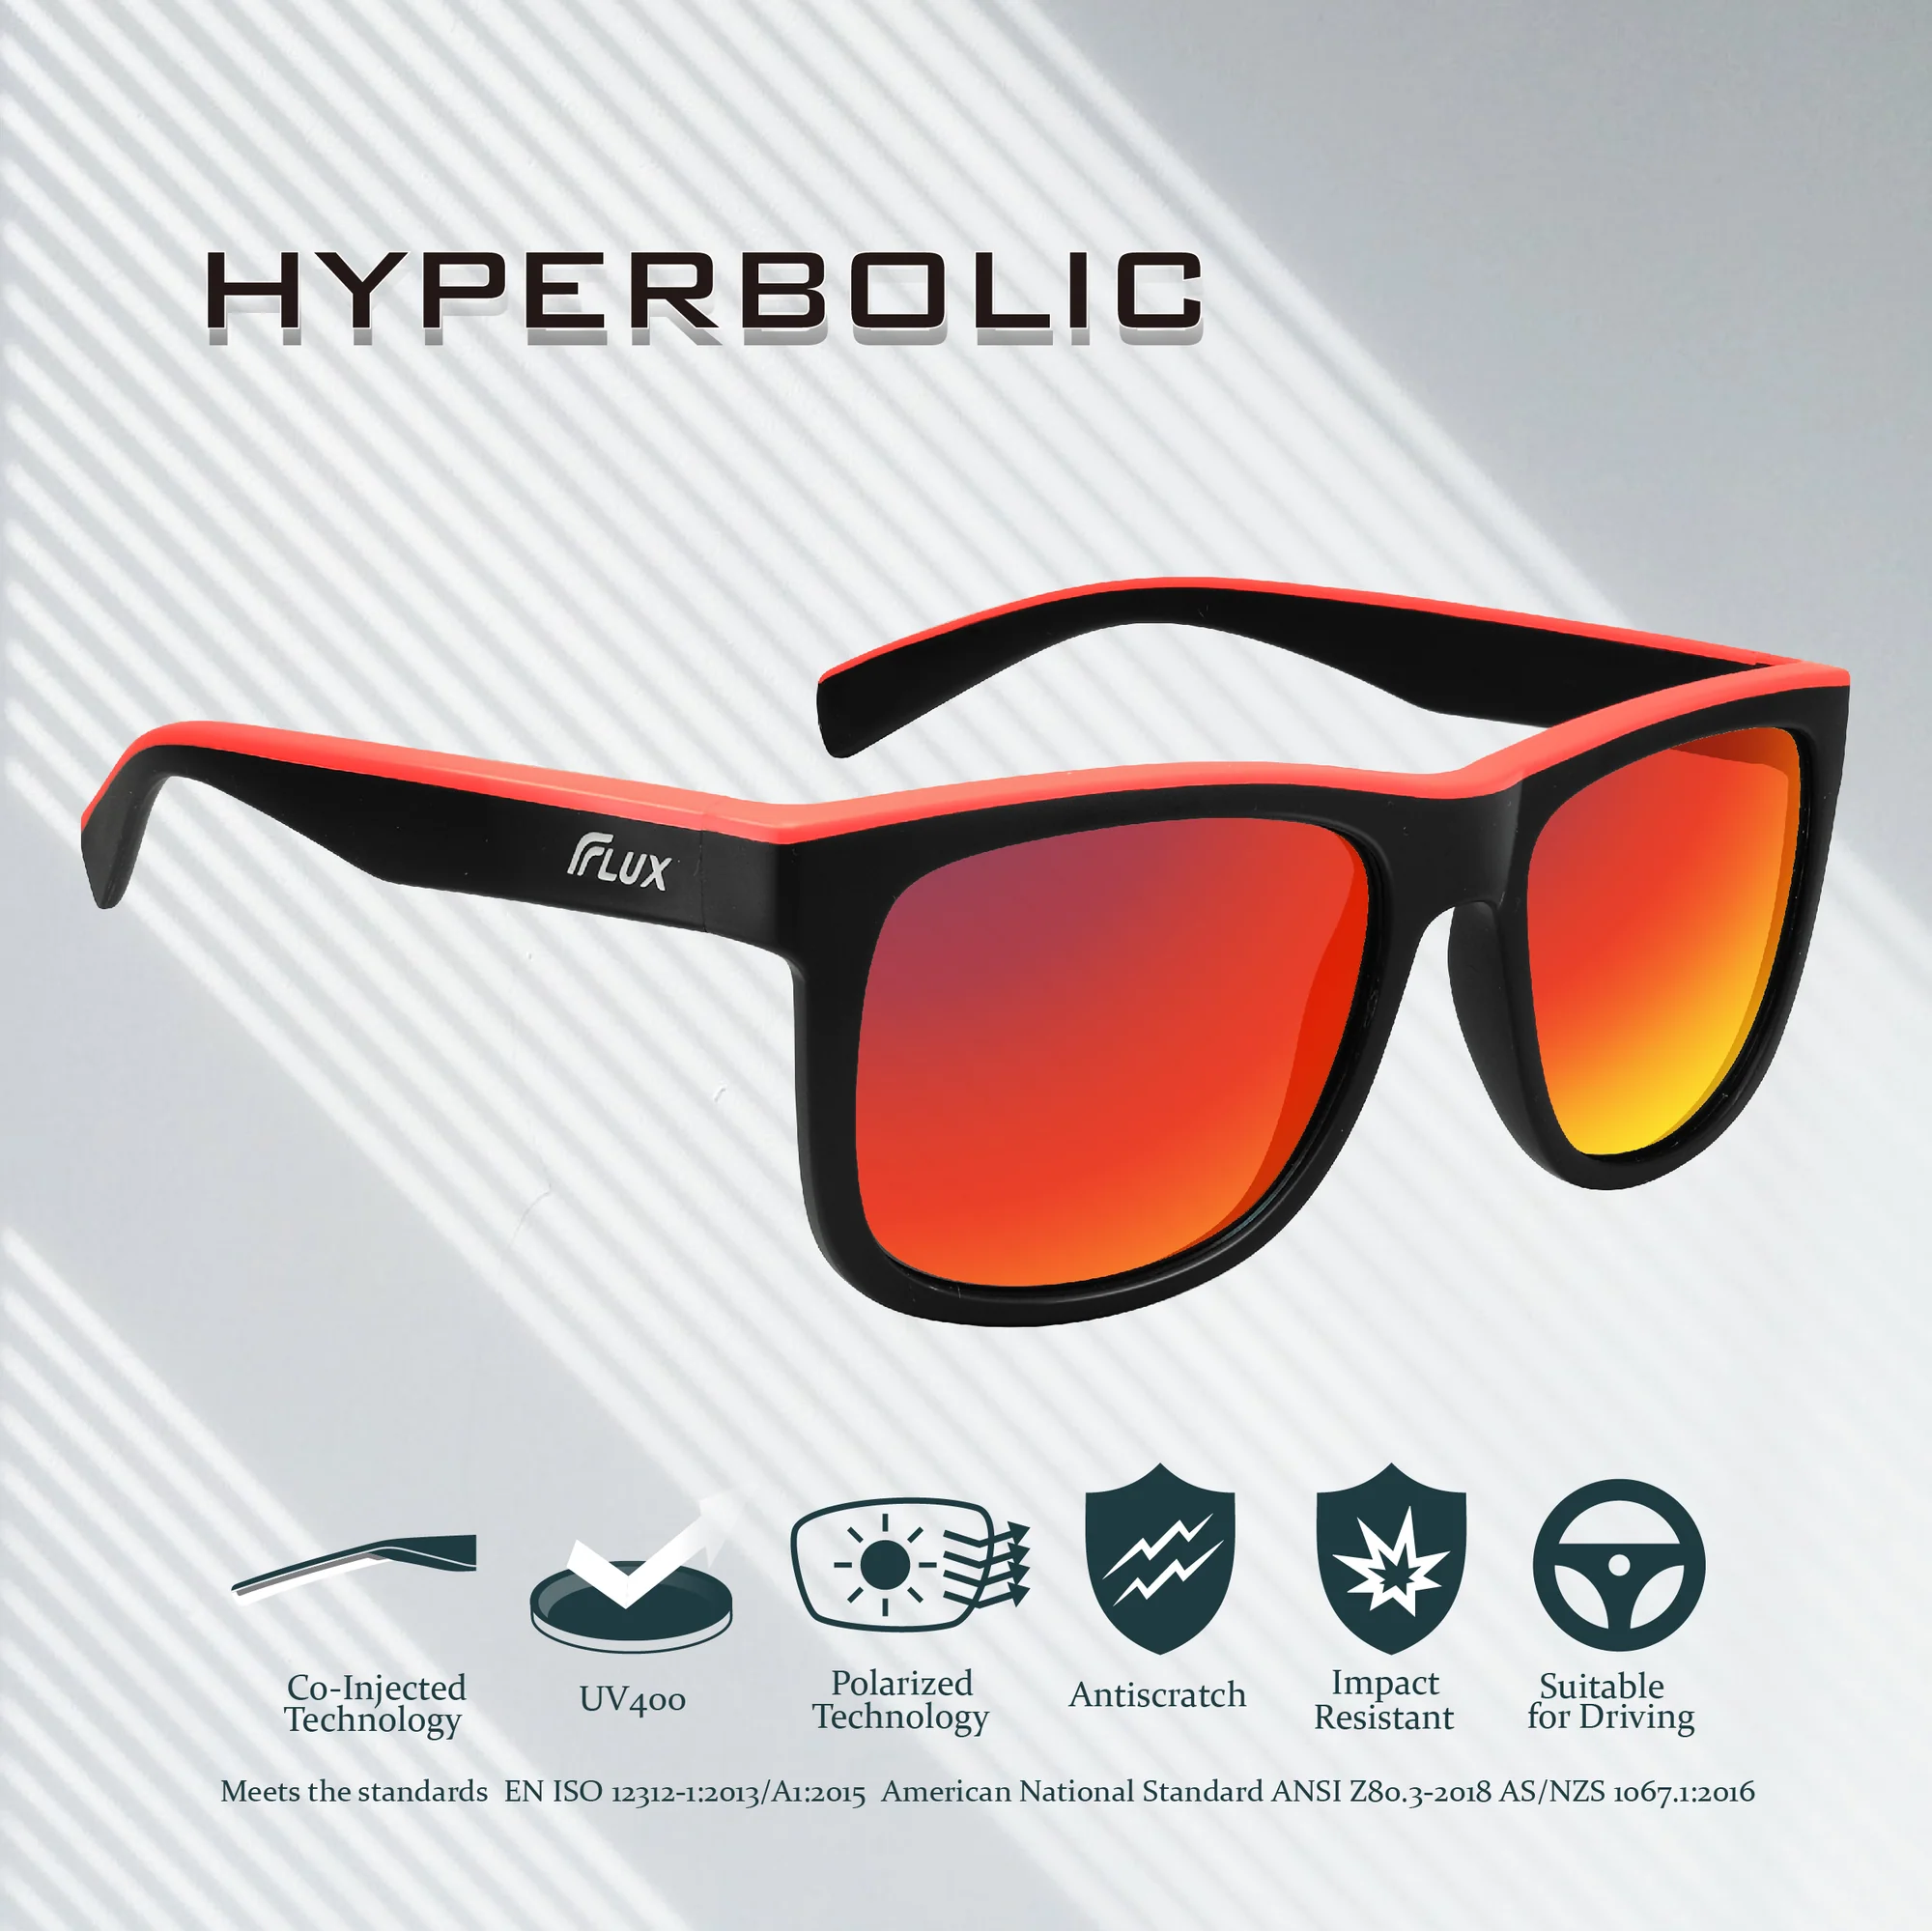 HYPERBOLIC
FLUX
Co-Injected
Technology
UV400
Polarized
Technology
Antiscratch
Impact
Resistant
Suitable
for Driving
Meets the standards EN ISO 12312-1:2013/A1:2015 American National Standard ANSI Z80.3-2018 AS/NZS 1067.1:2016